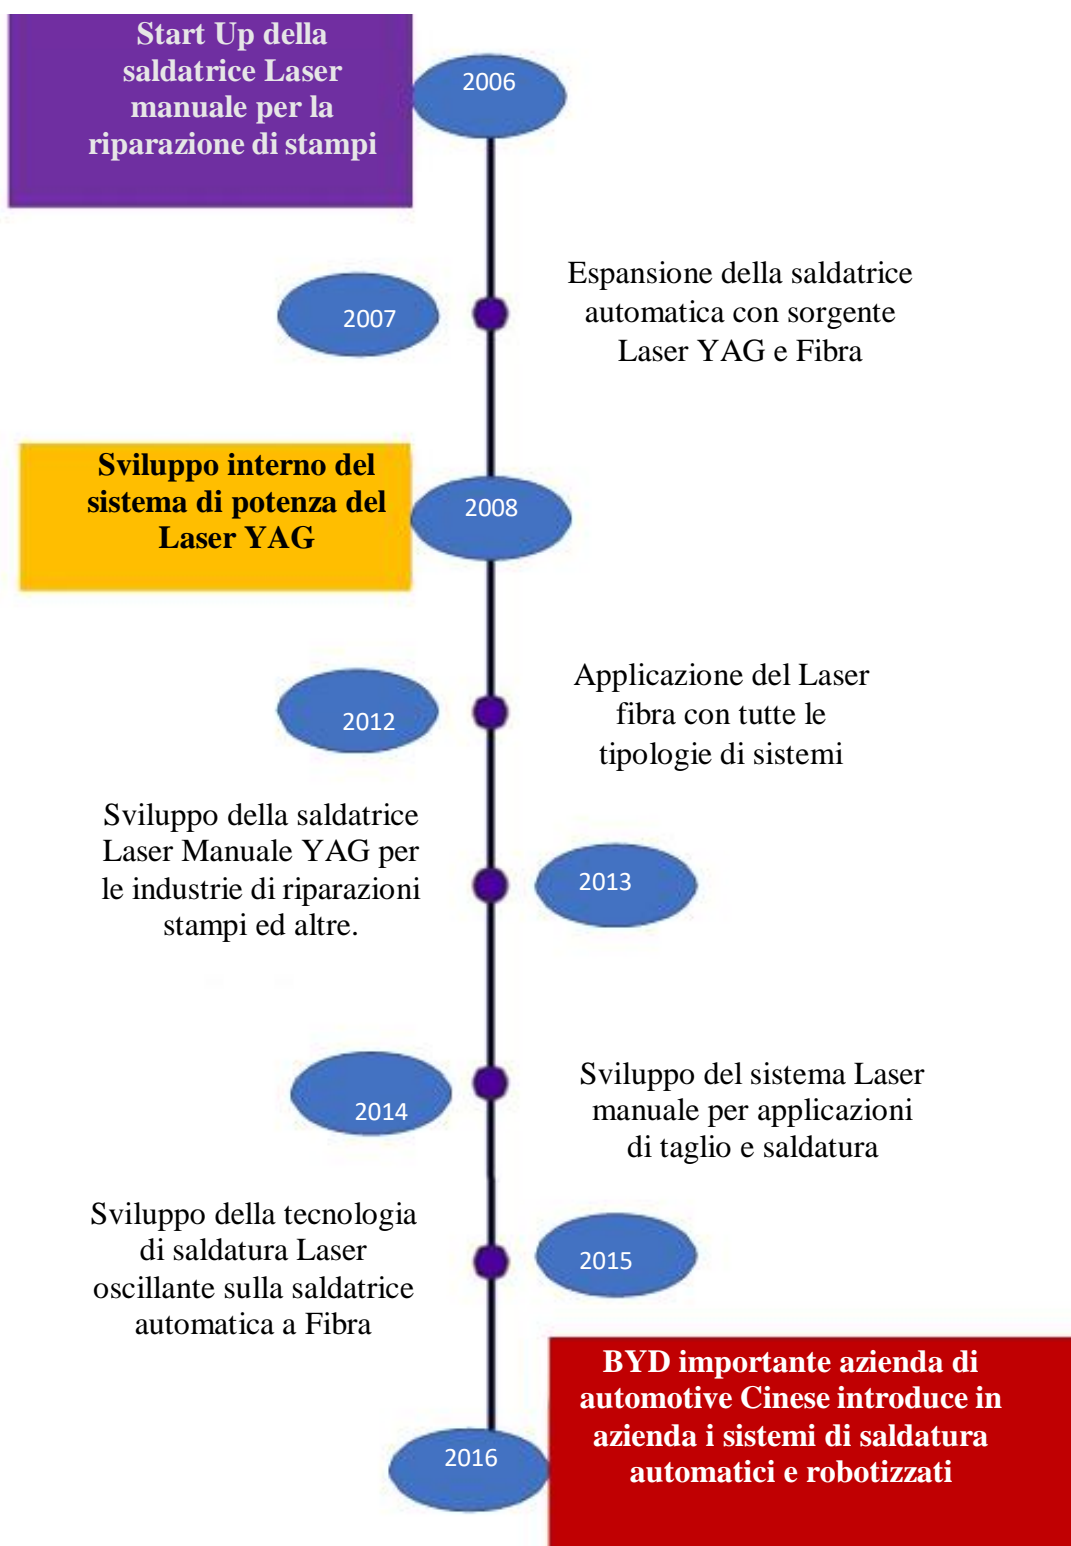 Start Up della
saldatrice Laser
manuale per la
riparazione di stampi
2006
2007
Espansione della saldatrice
automatica con sorgente
Laser YAG e Fibra
Sviluppo interno del
sistema di potenza del
Laser YAG
2008
2012
Applicazione del Laser
fibra con tutte le
tipologie di sistemi
Sviluppo della saldatrice
Laser Manuale YAG per
le industrie di riparazioni
stampi ed altre.
2013
2014
Sviluppo del sistema Laser
manuale per applicazioni
di taglio e saldatura
Sviluppo della tecnologia
di saldatura Laser
oscillante sulla saldatrice
automatica a Fibra
2015
2016
BYD importante azienda di
automotive Cinese introduce in
azienda i sistemi di saldatura
automatici e robotizzati